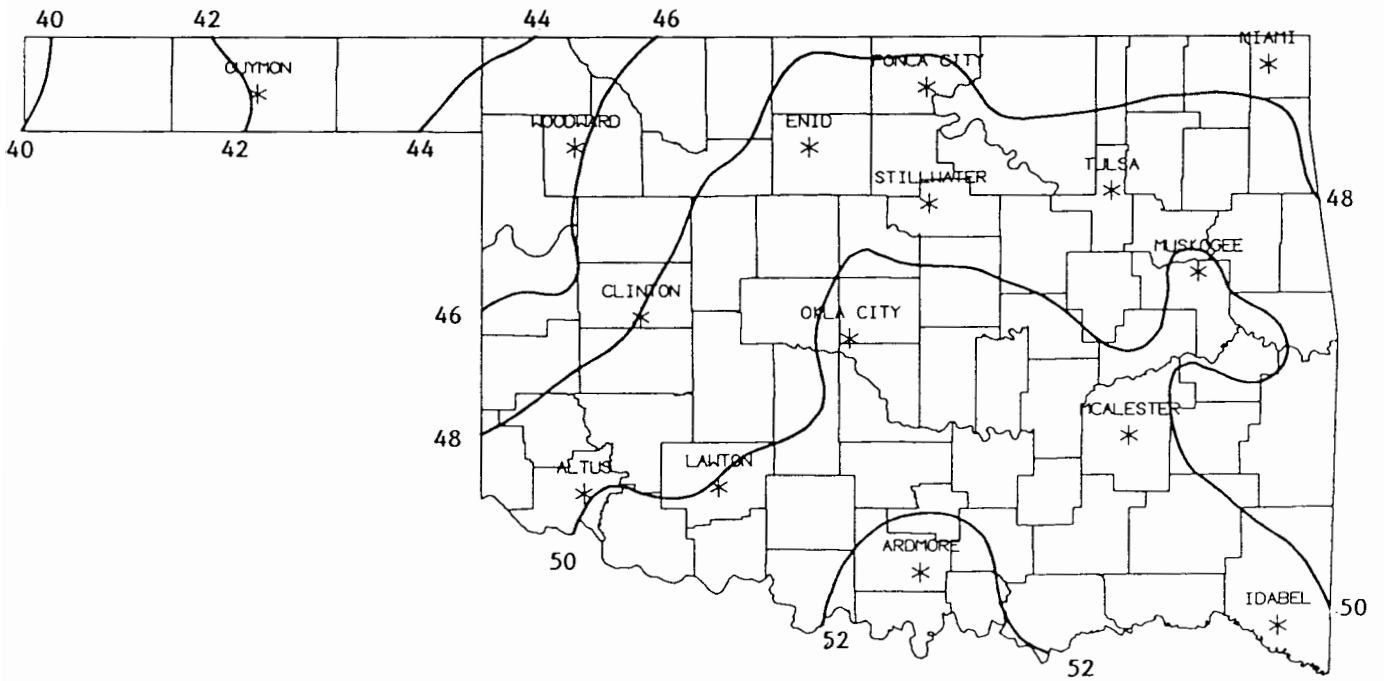 40 42 44 46
MIAMI
GUYMON
PONCA CITY
WOODWARD ENID
40 42 44
TULSA
STILLWATER
48
MUSKOGEE
CLINTON
46 OKLA CITY
MCALESTER
48
ALTUS LAWTON
ARDMORE
50
IDABEL
50
52
52